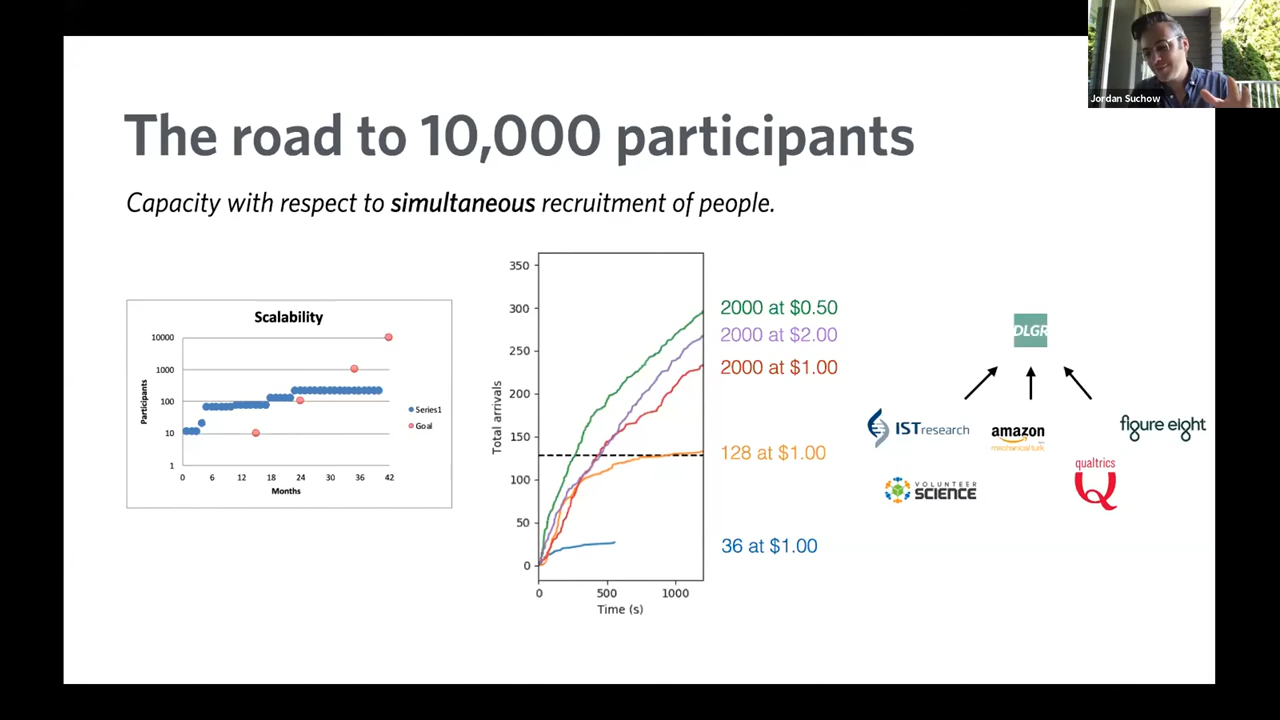 Jordan Suchow
The road to 10,000 participants
Capacity with respect to simultaneous recruitment of people.
Scalability
Participants
10000
1000
100
10
1
0 6 12 18 24 30 36 42
Months
Series1
Goal
Total arrivals
350
300
250
200
150
100
50
0
0 500 1000
Time (s)
2000 at $0.50
2000 at $2.00
2000 at $1.00
128 at $1.00
36 at $1.00
DLGR
IST research
amazon
mechanical turk
figure eight
VOLUNTEER
SCIENCE
qualtrics
Q